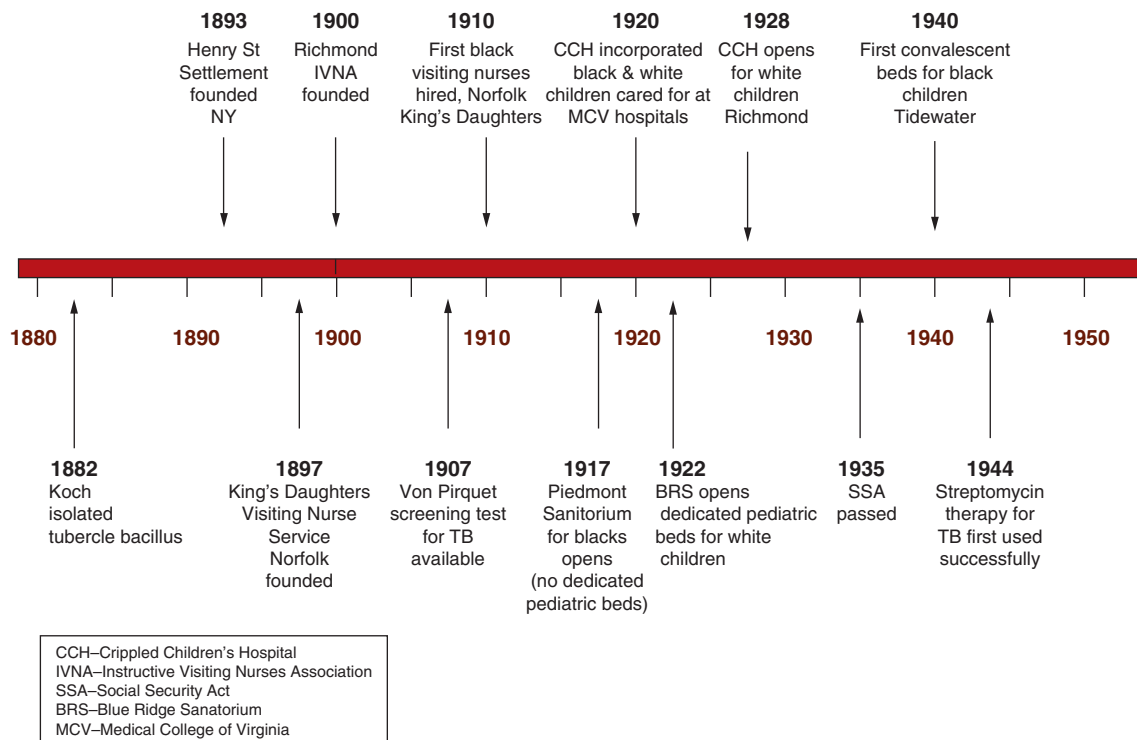 1893
Henry St
Settlement
founded
NY
1900
Richmond
IVNA
founded
1910
First black
visiting nurses
hired, Norfolk
King's Daughters
1920
CCH incorporated
black & white
children cared for at
MCV hospitals
1928
CCH opens
for white
children
Richmond
1940
First convalescent
beds for black
children
Tidewater
1880 1890 1900 1910 1920 1930 1940 1950
1882
Koch
isolated
tubercle bacillus
1897
King's Daughters
Visiting Nurse
Service
Norfolk
founded
1907
Von Pirquet
screening test
for TB
available
1917
Piedmont
Sanitorium
for blacks
opens
(no dedicated
pediatric beds)
1922
BRS opens
dedicated pediatric
beds for white
children
1935
SSA
passed
1944
Streptomycin
therapy for
TB first used
successfully
CCH–Crippled Children's Hospital
IVNA–Instructive Visiting Nurses Association
SSA–Social Security Act
BRS–Blue Ridge Sanatorium
MCV–Medical College of Virginia